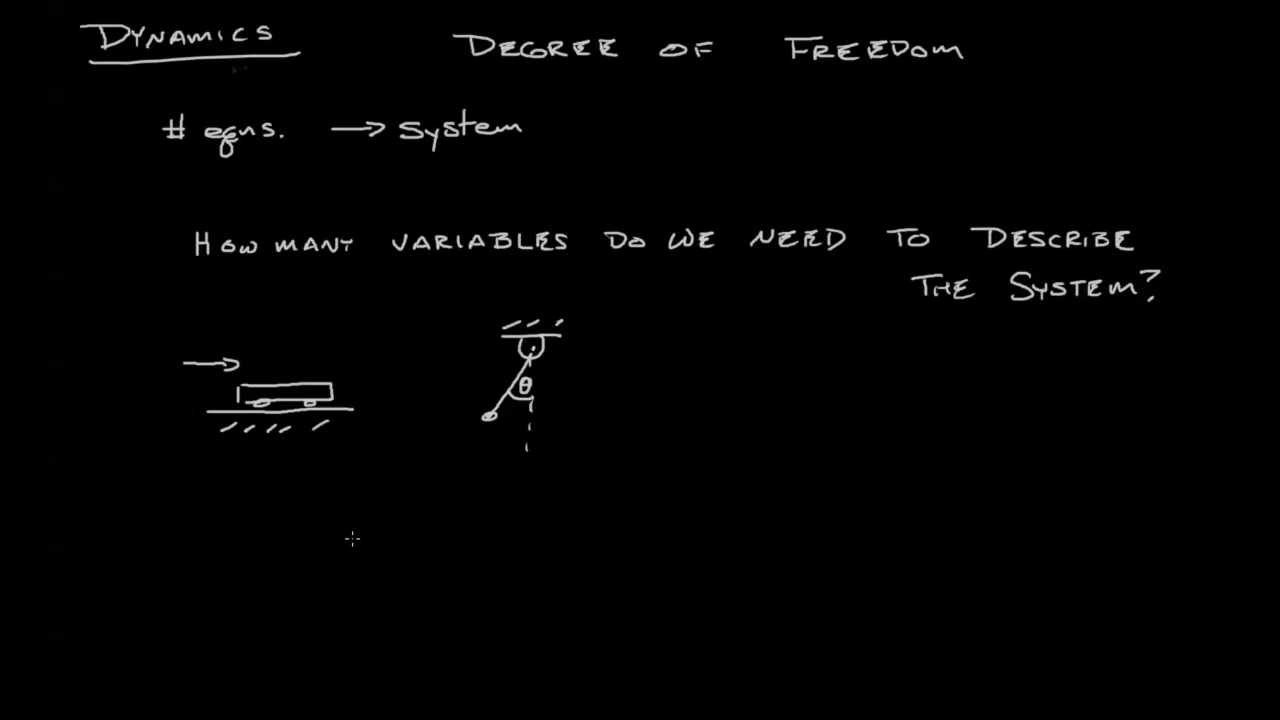 DYNAMICS
DEGREE OF FREEDOM
# eqns. → System
HOW MANY VARIABLES DO WE NEED TO DESCRIBE
THE SYSTEM?
θ